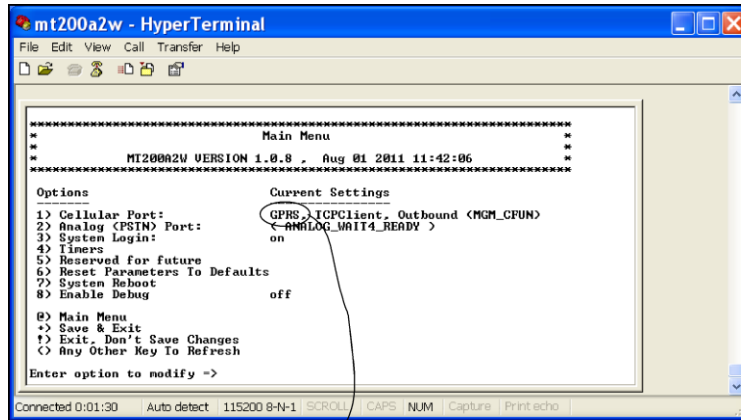 mt200a2w - HyperTerminal
File Edit View Call Transfer Help
****************************************************************************
* Main Menu *
* *
* MT200A2W VERSION 1.0.8 , Aug 01 2011 11:42:06 *
****************************************************************************
Options Current Settings
------- ----------------
1) Cellular Port: GPRS, TCPClient, Outbound (MGM_CFUN)
2) Analog (PSTN) Port: ( ANALOG_WAIT4_READY )
3) System Login: on
4) Timers
5) Reserved for future
6) Reset Parameters To Defaults
7) System Reboot
8) Enable Debug off
@) Main Menu
+) Save & Exit
!) Exit, Don't Save Changes
<> Any Other Key To Refresh
Enter option to modify ->
Connected 0:01:30 Auto detect 115200 8-N-1 SCROLL CAPS NUM Capture Print echo